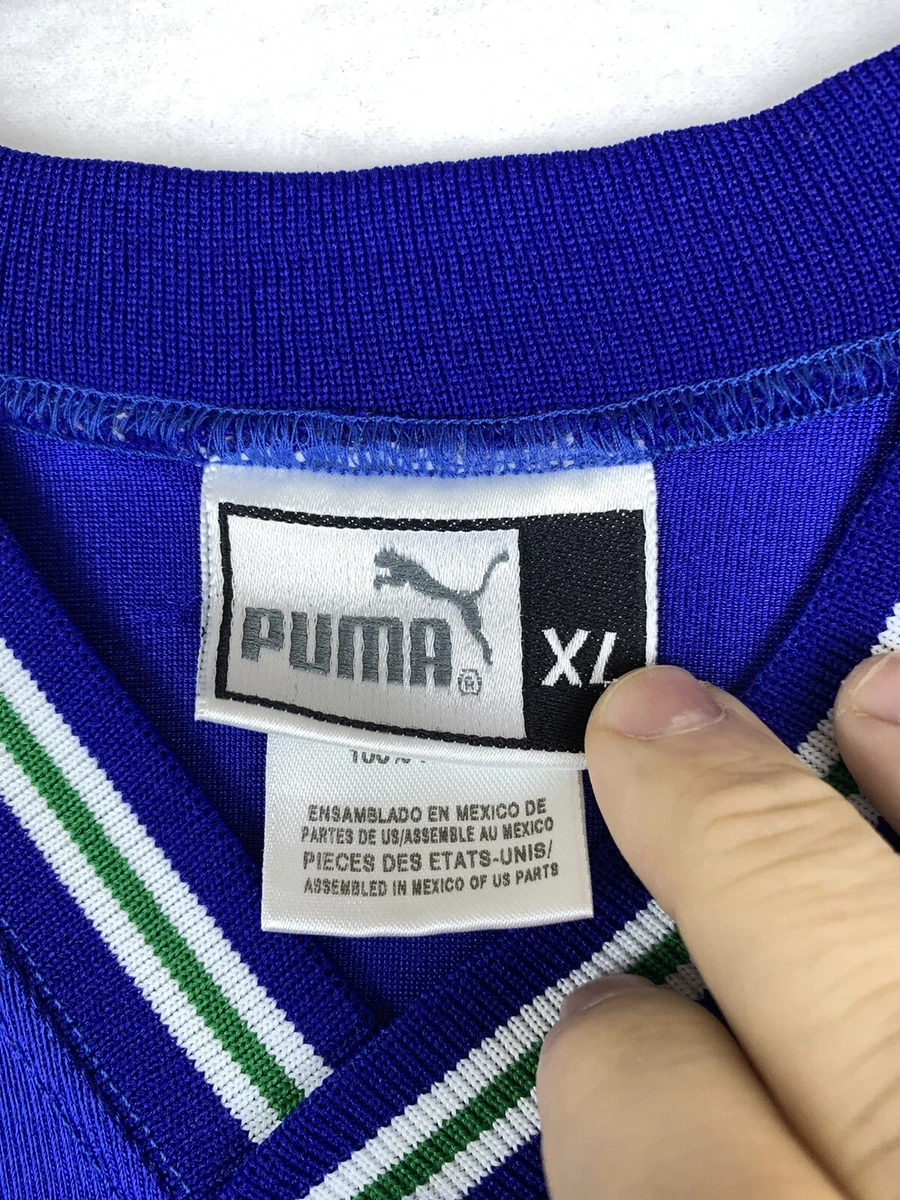 PUMA®
XL
100%
ENSAMBLADO EN MEXICO DE
PARTES DE US/ASSEMBLE AU MEXICO
PIECES DES ETATS-UNIS/
ASSEMBLED IN MEXICO OF US PARTS